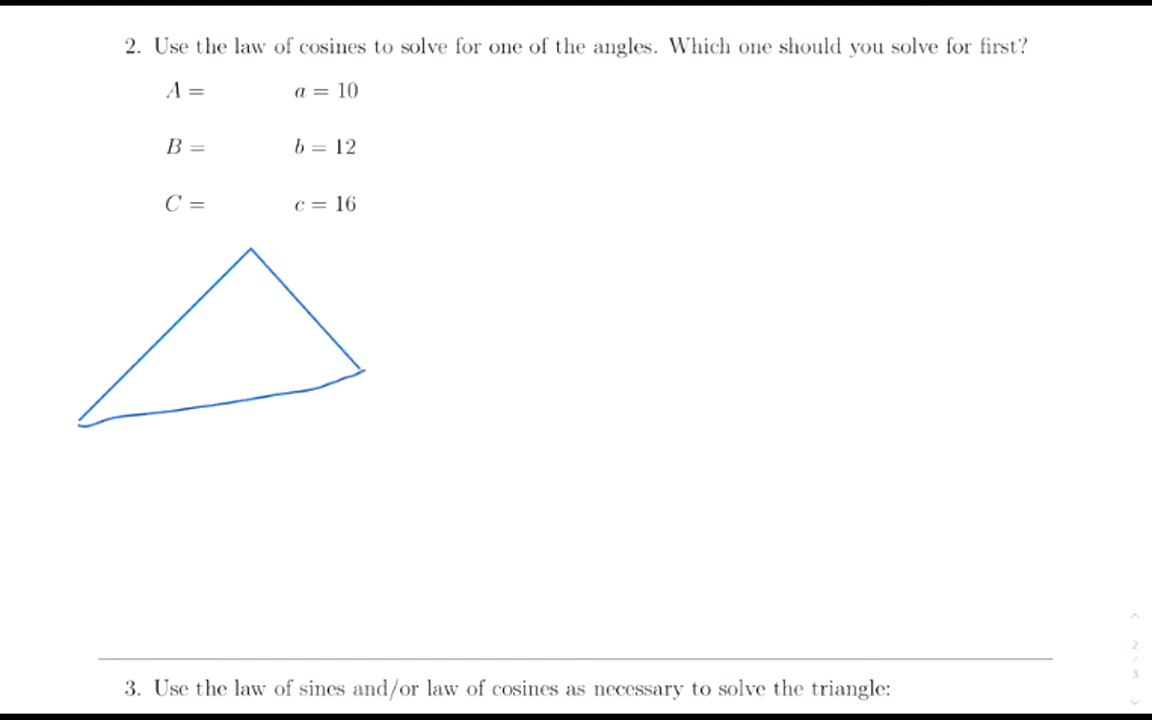 2. Use the law of cosines to solve for one of the angles. Which one should you solve for first?
A = a = 10
B = b = 12
C = c = 16
2
/
3
3. Use the law of sines and/or law of cosines as necessary to solve the triangle: